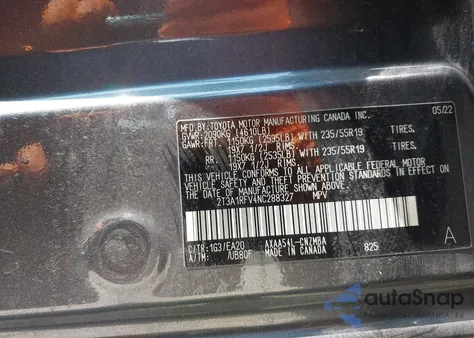 MFD.BY:TOYOTA MOTOR MANUFACTURING CANADA INC. 05/22
GVWR:2090KG (4610LB)
GAWR:FRT. 1150KG (2535LB) WITH 235/55R19 TIRES,
19X7 1/2J RIMS
RR. 1150KG (2535LB) WITH 235/55R19 TIRES,
19X7 1/2J RIMS
THIS VEHICLE CONFORMS TO ALL APPLICABLE FEDERAL MOTOR
VEHICLE SAFETY STANDARDS IN EFFECT ON
THE DATE OF MANUFACTURE SHOWN ABOVE.
2T3A1RFV4NC288327 MPV
C/TR:1G3/EA20 AXAA54L-CNZMBA 825 A
A/TM: /UB80F MADE IN CANADA
autoSnap